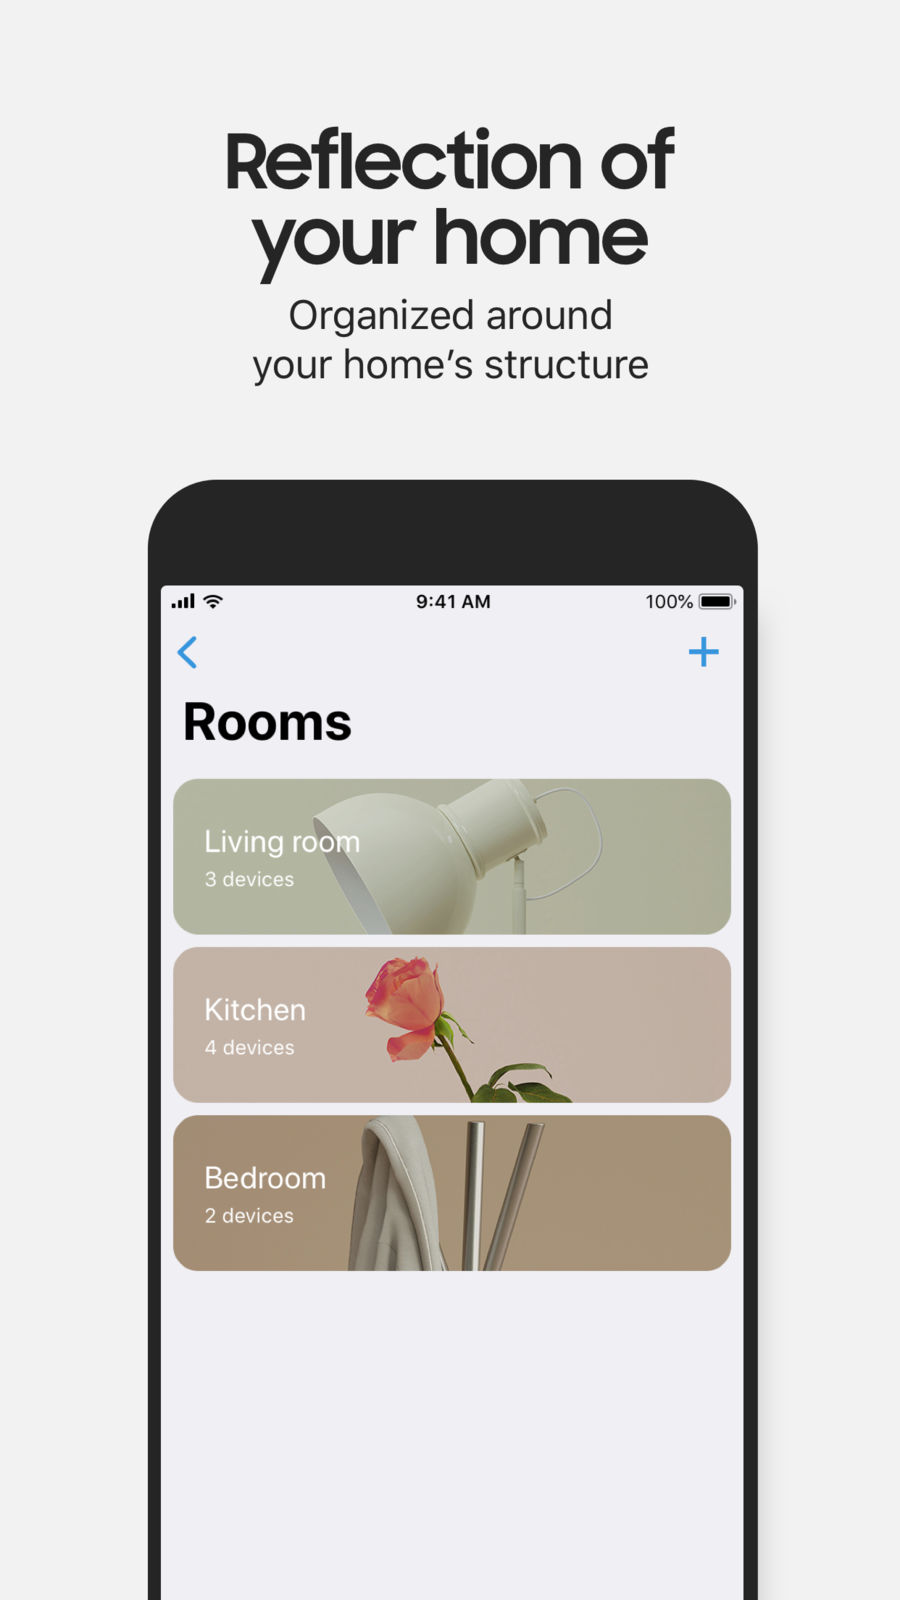 Reflection of
your home
Organized around
your home’s structure
9:41 AM
100%
Rooms
Living room
3 devices
Kitchen
4 devices
Bedroom
2 devices